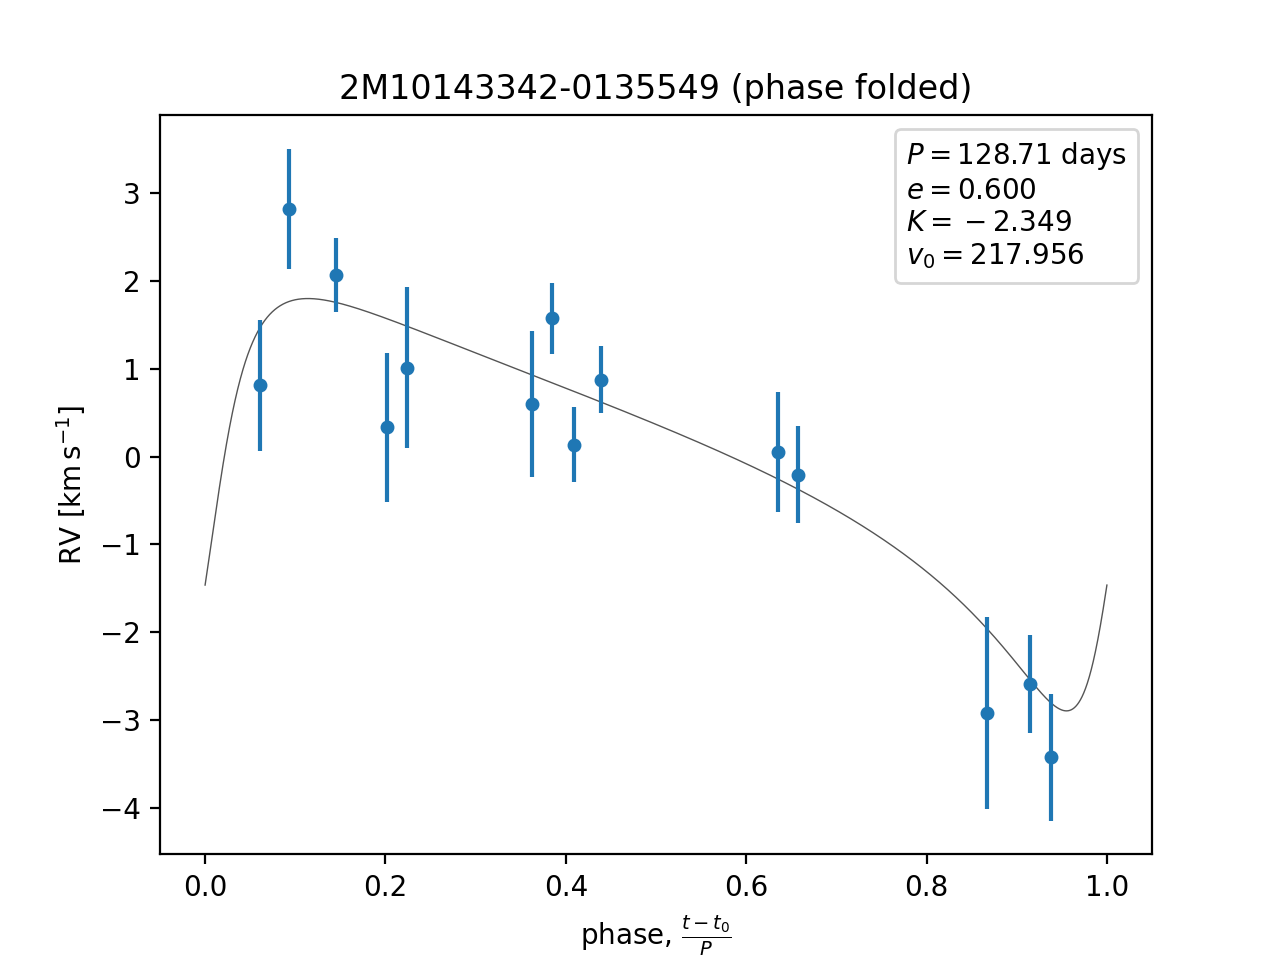 2M10143342-0135549 (phase folded)
P = 128.71 days
e = 0.600
K = −2.349
v₀ = 217.956
RV [km s⁻¹]
3
2
1
0
−1
−2
−3
−4
0.0 0.2 0.4 0.6 0.8 1.0
phase, (t − t₀)/P